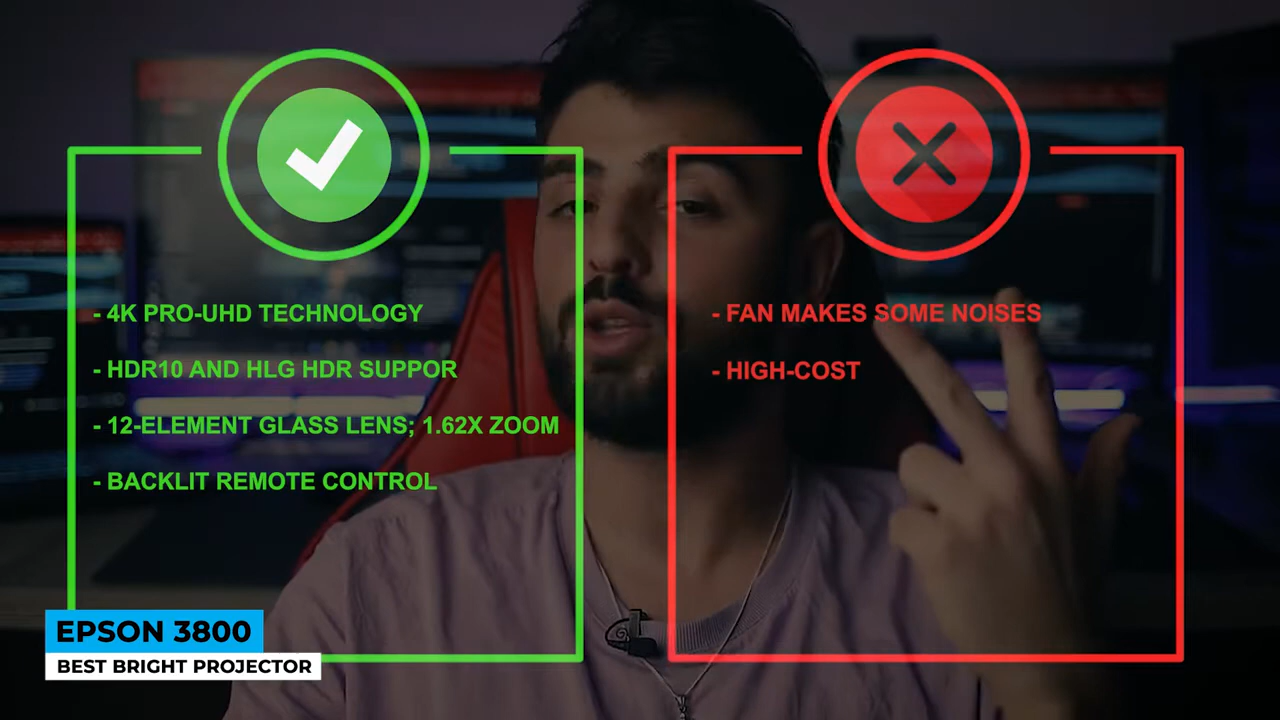 - 4K PRO-UHD TECHNOLOGY
- HDR10 AND HLG HDR SUPPOR
- 12-ELEMENT GLASS LENS; 1.62X ZOOM
- BACKLIT REMOTE CONTROL
- FAN MAKES SOME NOISES
- HIGH-COST
EPSON 3800
BEST BRIGHT PROJECTOR